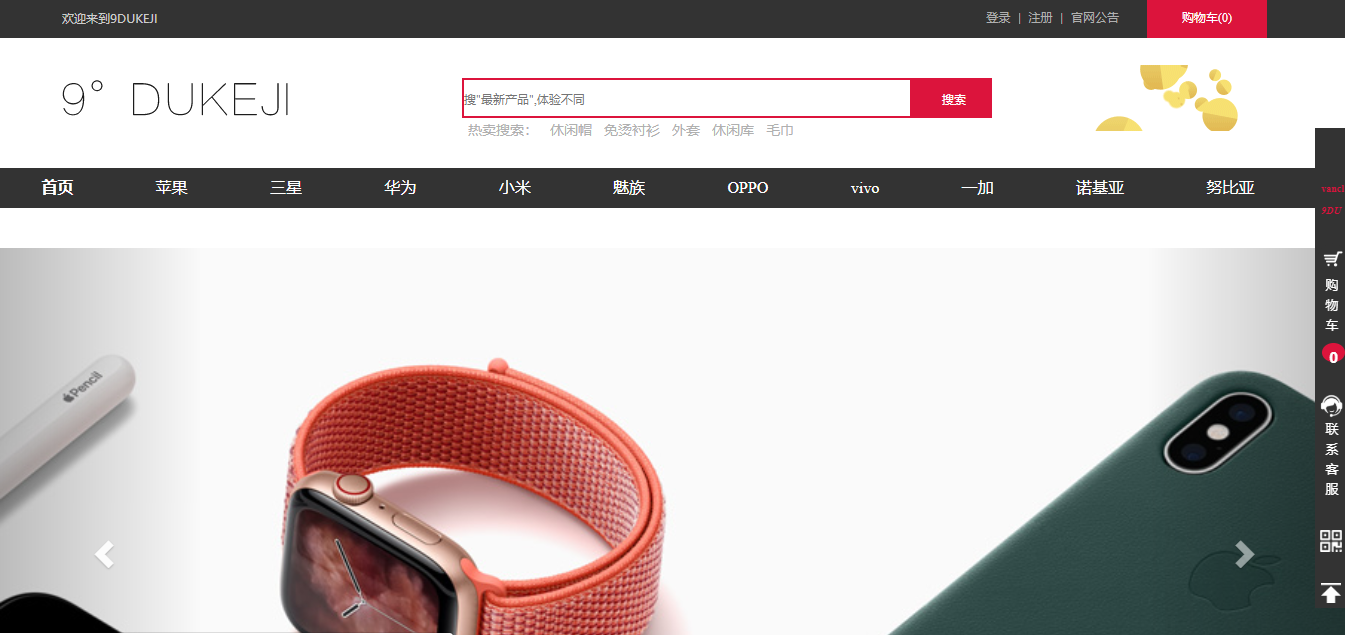 欢迎来到9DUKEJI
登录 | 注册 | 官网公告
购物车(0)
9° DUKEJI
搜"最新产品",体验不同
搜索
热卖搜索: 休闲帽 免烫衬衫 外套 休闲库 毛巾
首页 苹果 三星 华为 小米 魅族 OPPO vivo 一加 诺基亚 努比亚
vancl
9DU
购物车
0
联系客服
Pencil